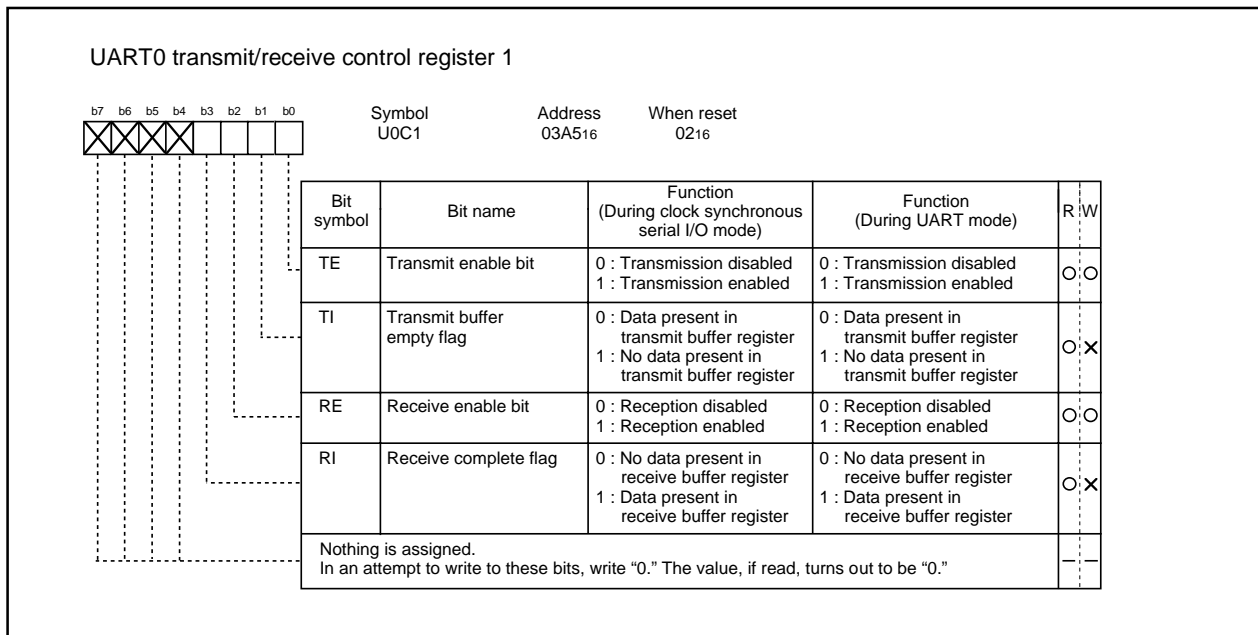 UART0 transmit/receive control register 1
b7 b6 b5 b4 b3 b2 b1 b0
Symbol Address When reset
U0C1 03A516 0216
Bit symbol Bit name Function (During clock synchronous serial I/O mode) Function (During UART mode) R W
TE Transmit enable bit 0 : Transmission disabled 0 : Transmission disabled
1 : Transmission enabled 1 : Transmission enabled
TI Transmit buffer 0 : Data present in 0 : Data present in
empty flag transmit buffer register transmit buffer register
1 : No data present in 1 : No data present in
transmit buffer register transmit buffer register
RE Receive enable bit 0 : Reception disabled 0 : Reception disabled
1 : Reception enabled 1 : Reception enabled
RI Receive complete flag 0 : No data present in 0 : No data present in
receive buffer register receive buffer register
1 : Data present in 1 : Data present in
receive buffer register receive buffer register
Nothing is assigned.
In an attempt to write to these bits, write “0.” The value, if read, turns out to be “0.”